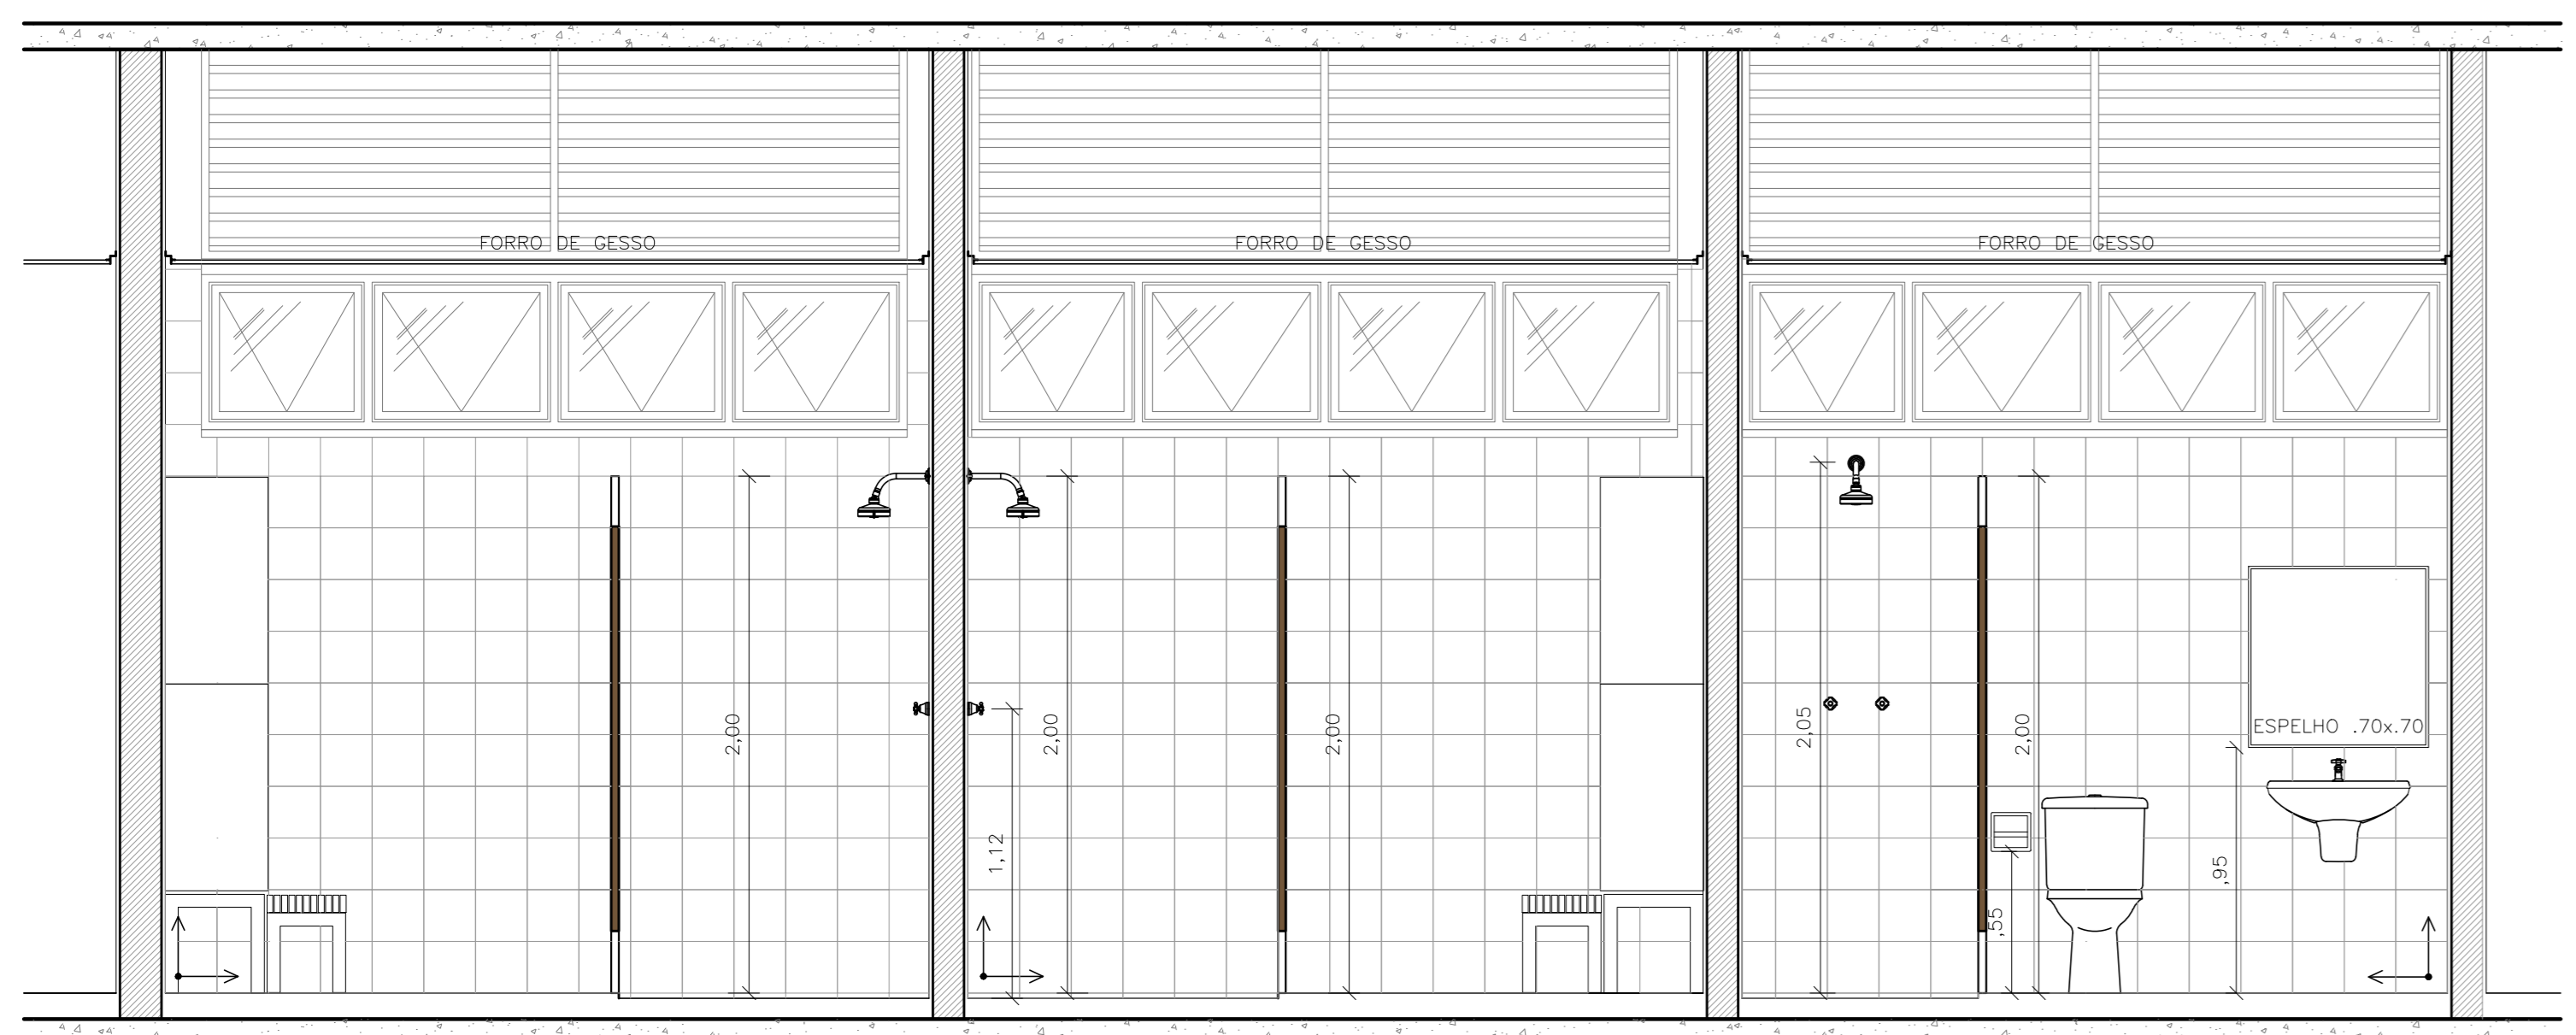 FORRO DE GESSO
FORRO DE GESSO
FORRO DE GESSO
2,00
2,00
1,12
2,00
2,05
2,00
,55
,95
ESPELHO .70x.70